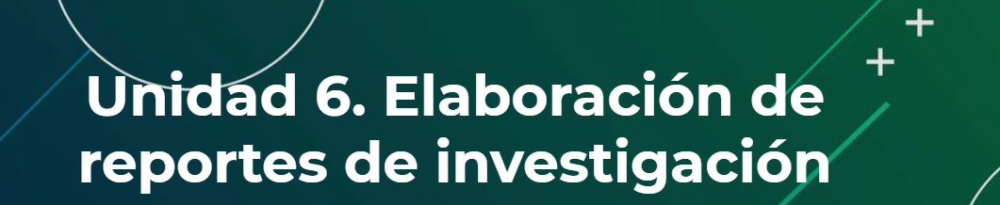 Unidad 6. Elaboración de
reportes de investigación